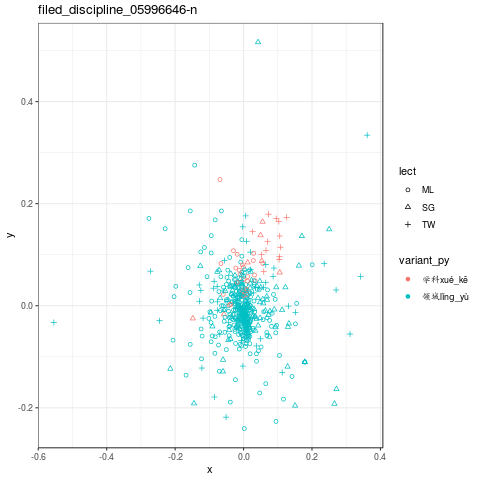 filed_discipline_05996646-n
0.4
0.2
0.0
-0.2
y
-0.6
-0.4
-0.2
0.0
0.2
0.4
x
lect
ML
SG
TW
variant_py
学科xué_kē
领域lǐng_yù